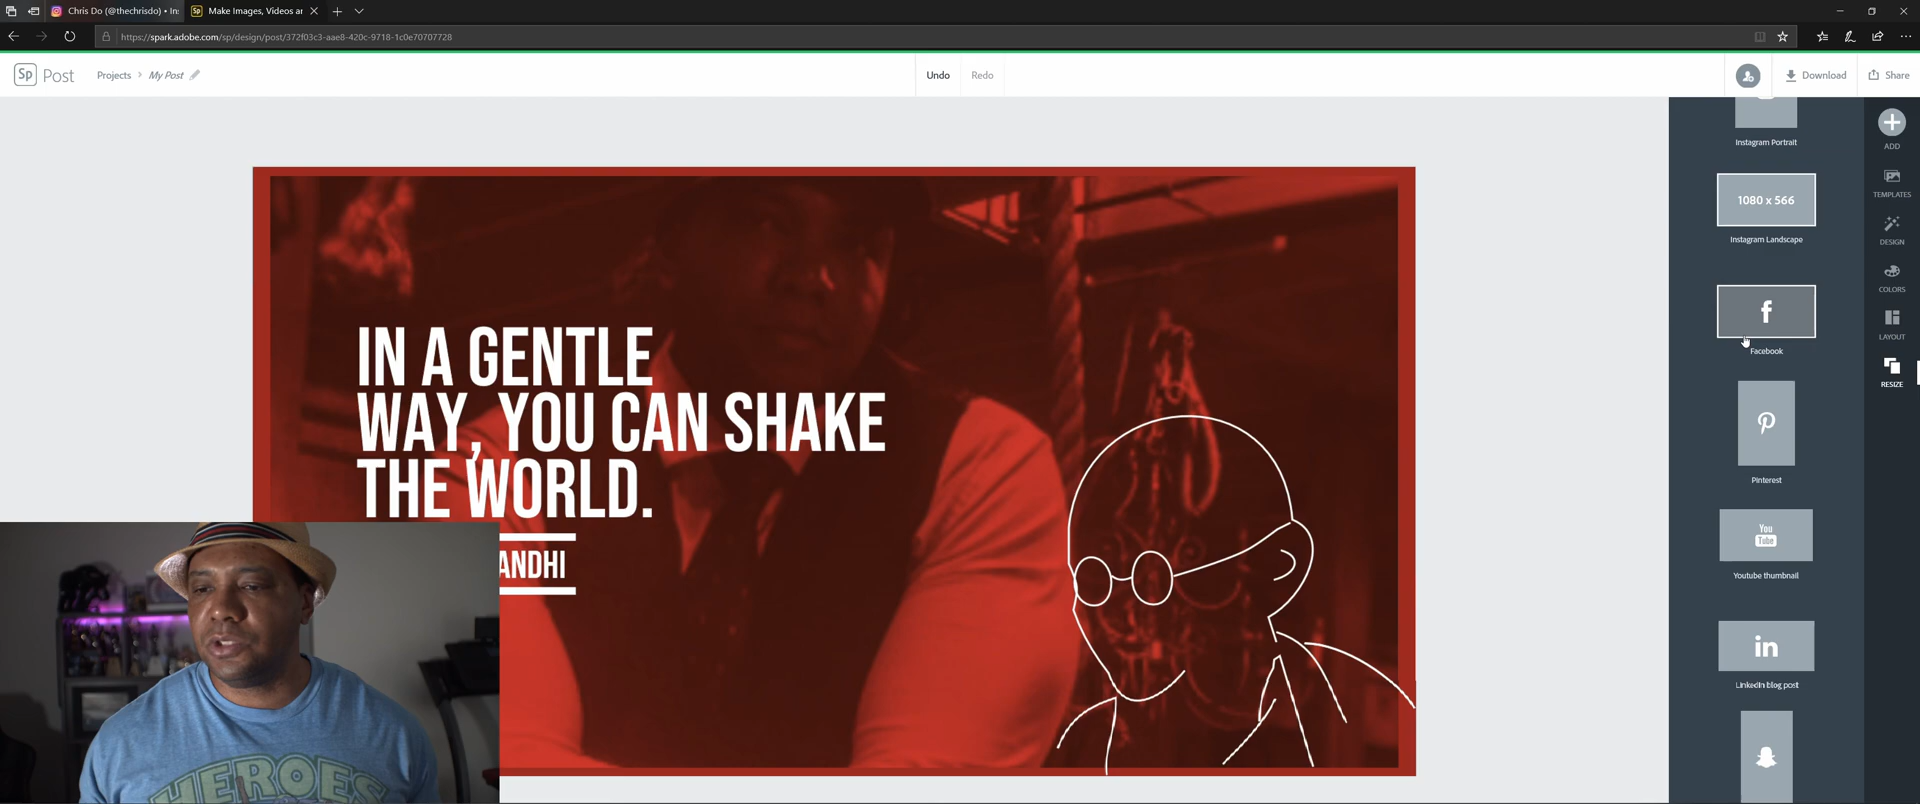 Chris Do (@thechrisdo) • In
Make Images, Videos ar
https://spark.adobe.com/sp/design/post/372f03c3-aae8-420c-9718-1c0e70707728
Sp Post
Projects > My Post
Undo
Redo
Download
Share
IN A GENTLE
WAY, YOU CAN SHAKE
THE WORLD.
ANDHI
HEROES
Instagram Portrait
1080 x 566
Instagram Landscape
f
Facebook
Pinterest
You
Tube
Youtube thumbnail
in
Linkedin blog post
ADD
TEMPLATES
DESIGN
COLORS
LAYOUT
RESIZE